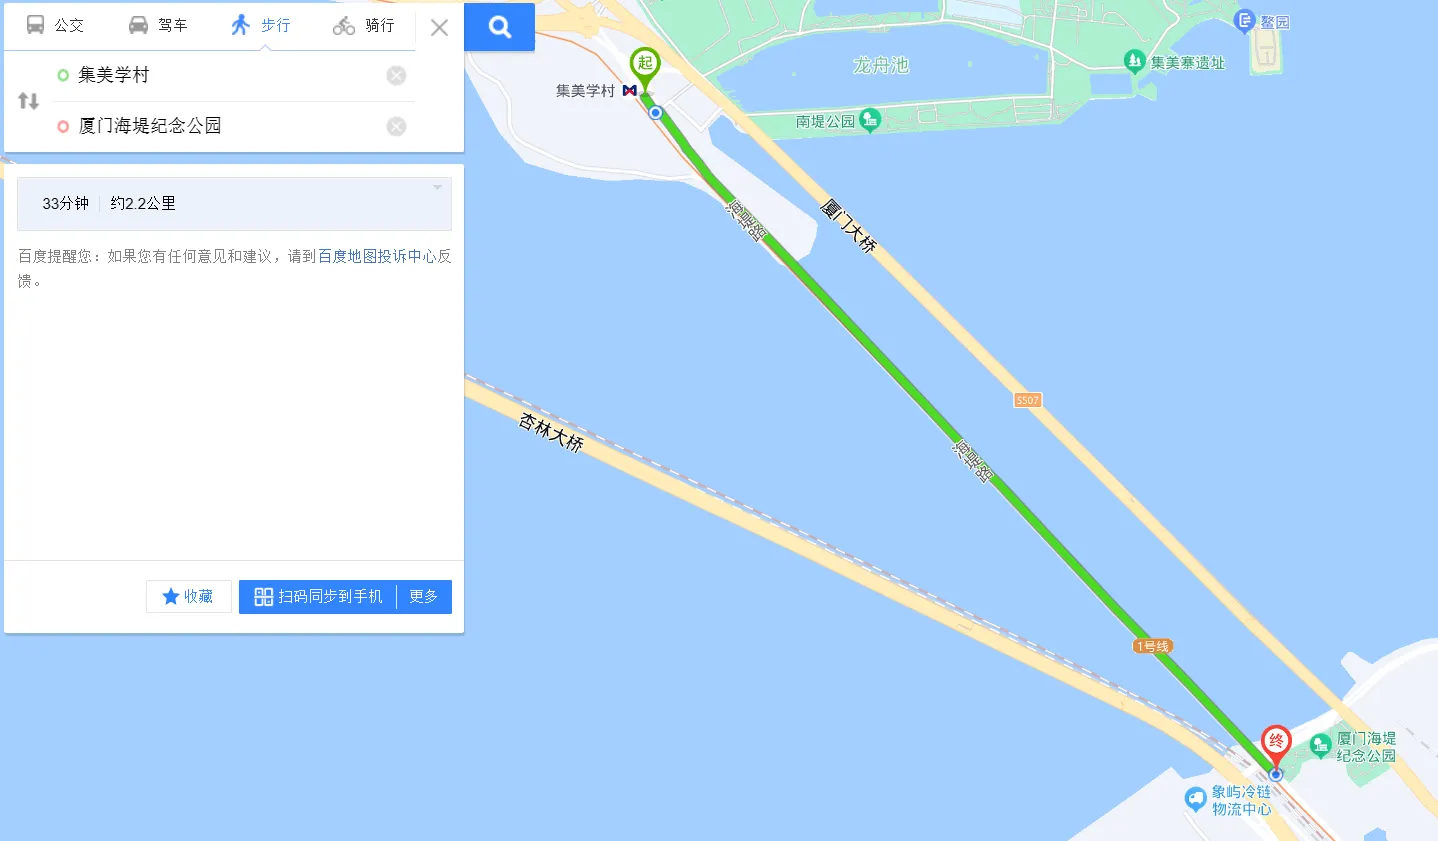 公交
驾车
步行
骑行
集美学村
厦门海堤纪念公园
33分钟
约2.2公里
百度提醒您：如果您有任何意见和建议，请到百度地图投诉中心反
馈。
收藏
扫码同步到手机
更多
鳌园
集美寨遗址
龙舟池
起
集美学村
南堤公园
海堤路
厦门大桥
S507
杏林大桥
海堤路
1号线
终
厦门海堤
纪念公园
象屿冷链
物流中心